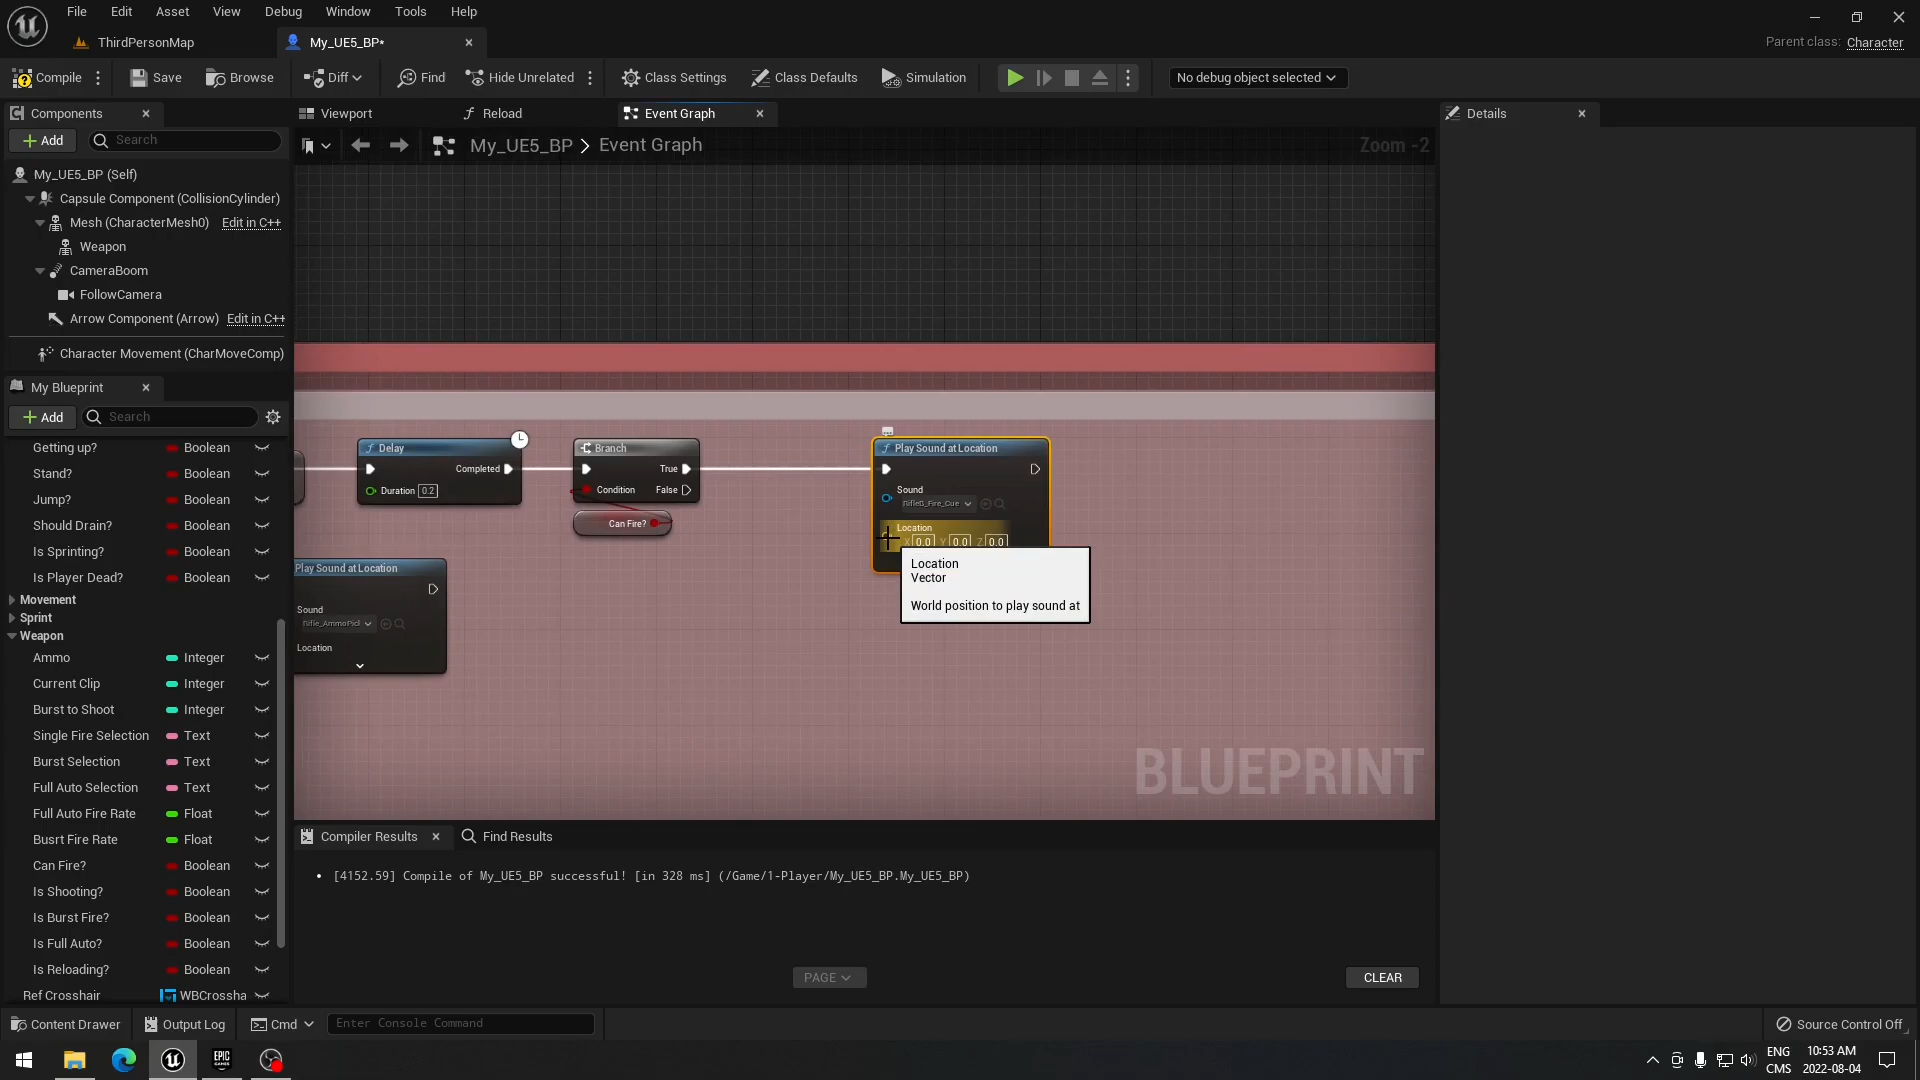 File Edit Asset View Debug Window Tools Help
ThirdPersonMap
My_UE5_BP*
Parent class: Character
Compile Save Browse Diff Find Hide Unrelated Class Settings Class Defaults Simulation No debug object selected
Components
Viewport Reload Event Graph
Details
Add Search
My_UE5_BP > Event Graph
Zoom -2
My_UE5_BP (Self)
Capsule Component (CollisionCylinder)
Mesh (CharacterMesh0) Edit in C++
Weapon
CameraBoom
FollowCamera
Arrow Component (Arrow) Edit in C++
Character Movement (CharMoveComp)
My Blueprint
Add Search
Getting up? Boolean
Stand? Boolean
Jump? Boolean
Should Drain? Boolean
Is Sprinting? Boolean
Is Player Dead? Boolean
Movement
Sprint
Weapon
Ammo Integer
Current Clip Integer
Burst to Shoot Integer
Single Fire Selection Text
Burst Selection Text
Full Auto Selection Text
Full Auto Fire Rate Float
Busrt Fire Rate Float
Can Fire? Boolean
Is Shooting? Boolean
Is Burst Fire? Boolean
Is Full Auto? Boolean
Is Reloading? Boolean
Ref Crosshair WBCrossha
Delay
Completed
Duration 0.2
Branch
True
Condition False
Can Fire?
Play Sound at Location
Sound
RifleB_Fire_Cue
Location
X 0.0 Y 0.0 Z 0.0
Location
Vector
World position to play sound at
Play Sound at Location
Sound
Rifle_AmmoPicl
Location
BLUEPRINT
Compiler Results Find Results
[4152.59] Compile of My_UE5_BP successful! [in 328 ms] (/Game/1-Player/My_UE5_BP.My_UE5_BP)
PAGE CLEAR
Content Drawer Output Log Cmd Enter Console Command Source Control Off
EPIC GAMES
ENG
CMS
10:53 AM
2022-08-04